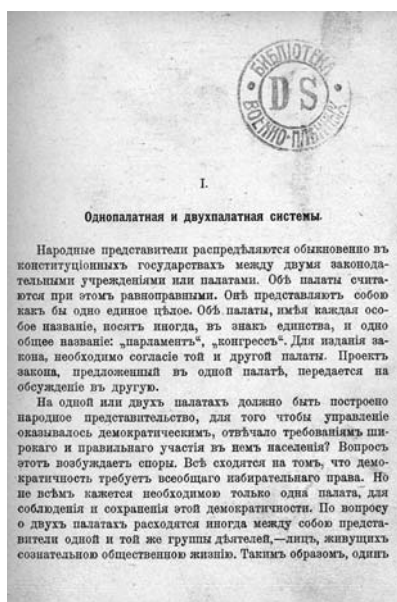 БИБЛІОТЕКА
D S
ВОЕННО-ПЛѢННЫХ
I.
Однопалатная и двухпалатная системы.
Народные представители распредѣляются обыкновенно въ
конституціонныхъ государствахъ между двумя законода-
тельными учрежденіями или палатами. Обѣ палаты счита-
ются при этомъ равноправными. Онѣ представляютъ собою
какъ бы одно единое цѣлое. Обѣ палаты, имѣя каждая осо-
бое названіе, носятъ иногда, въ знакъ единства, и одно
общее названіе: „парламентъ“, „конгрессъ“. Для изданія за-
кона, необходимо согласіе той и другой палаты. Проектъ
закона, предложенный въ одной палатѣ, передается на
обсужденіе въ другую.
На одной или двухъ палатахъ должно быть построено
народное представительство, для того чтобы управленіе
оказывалось демократическимъ, отвѣчало требованіямъ ши-
рокаго и правильнаго участія въ немъ населенія? Вопросъ
этотъ возбуждаетъ споры. Всѣ сходятся на томъ, что демо-
кратичность требуетъ всеобщаго избирательнаго права. Но
не всѣмъ кажется необходимою только одна палата, для
соблюденія и сохраненія этой демократичности. По вопросу
о двухъ палатахъ расходятся иногда между собою предста-
вители одной и той же группы дѣятелей,—лицъ, живущихъ
сознательною общественною жизнію. Такимъ образомъ, одинъ